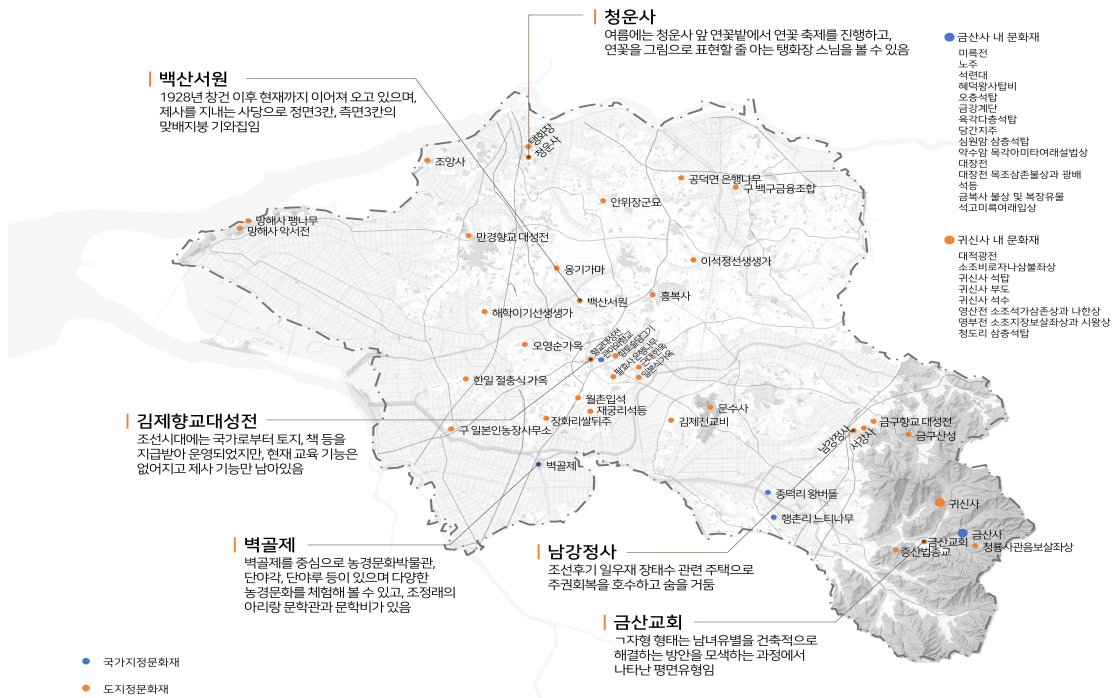 청운사
여름에는 청운사 앞 연꽃밭에서 연꽃 축제를 진행하고,
연꽃을 그림으로 표현할 줄 아는 탱화장 스님을 볼 수 있음
백산서원
1928년 창건 이후 현재까지 이어져 오고 있으며,
제사를 지내는 사당으로 정면3칸, 측면3칸의
맞배지붕 기와집임
금산사 내 문화재
미륵전
노주
석련대
혜덕왕사탑비
오층석탑
금강계단
육각다층석탑
당간지주
심원암 삼층석탑
약수암 목각아미타여래설법상
대장전
대장전 목조삼존불상과 광배
석등
금복사 불상 및 복장유물
석고미륵여래입상
귀신사 내 문화재
대적광전
소조비로자나삼불좌상
귀신사 석탑
귀신사 부도
귀신사 석수
영산전 소조석가삼존상과 나한상
영부전 소조지장보살좌상과 시왕상
청도리 삼층석탑
탱화장
청운사
조앙사
공덕면 은행나무
구 백구금융조합
안위장군묘
망해사 팽나무
망해사 악서전
만경향교 대성전
옹기가마
이석정선생생가
백산서원
흥복사
해학이기선생생가
오영순가옥
향교대성전
관아와향교
일본식가옥
한일 절충식 가옥
월촌입석
재궁리석등
장화리쌀뒤주
구 일본인농장사무소
문수사
김제전교비
금구향교 대성전
남강정사
서강사
금구산성
벽골제
종덕리 왕버들
행촌리 느티나무
귀신사
금산사
금산교회
청룡사관음보살좌상
증산법종교
김제향교대성전
조선시대에는 국가로부터 토지, 책 등을
지급받아 운영되었지만, 현재 교육 기능은
없어지고 제사 기능만 남아있음
벽골제
벽골제를 중심으로 농경문화박물관,
단야각, 단야루 등이 있으며 다양한
농경문화를 체험해 볼 수 있고, 조정래의
아리랑 문학관과 문학비가 있음
남강정사
조선후기 일우재 장태수 관련 주택으로
주권회복을 호수하고 숨을 거둠
금산교회
ㄱ자형 형태는 남녀유별을 건축적으로
해결하는 방안을 모색하는 과정에서
나타난 평면유형임
국가지정문화재
도지정문화재